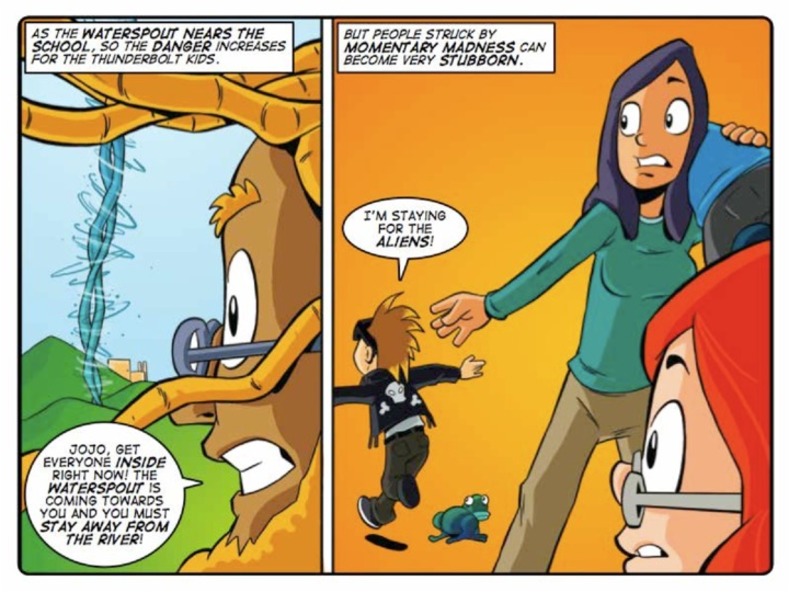 AS THE WATERSPOUT NEARS THE
SCHOOL, SO THE DANGER INCREASES
FOR THE THUNDERBOLT KIDS.
JOJO, GET
EVERYONE INSIDE
RIGHT NOW! THE
WATERSPOUT IS
COMING TOWARDS
YOU AND YOU MUST
STAY AWAY FROM
THE RIVER!
BUT PEOPLE STRUCK BY
MOMENTARY MADNESS CAN
BECOME VERY STUBBORN.
I'M STAYING
FOR THE
ALIENS!